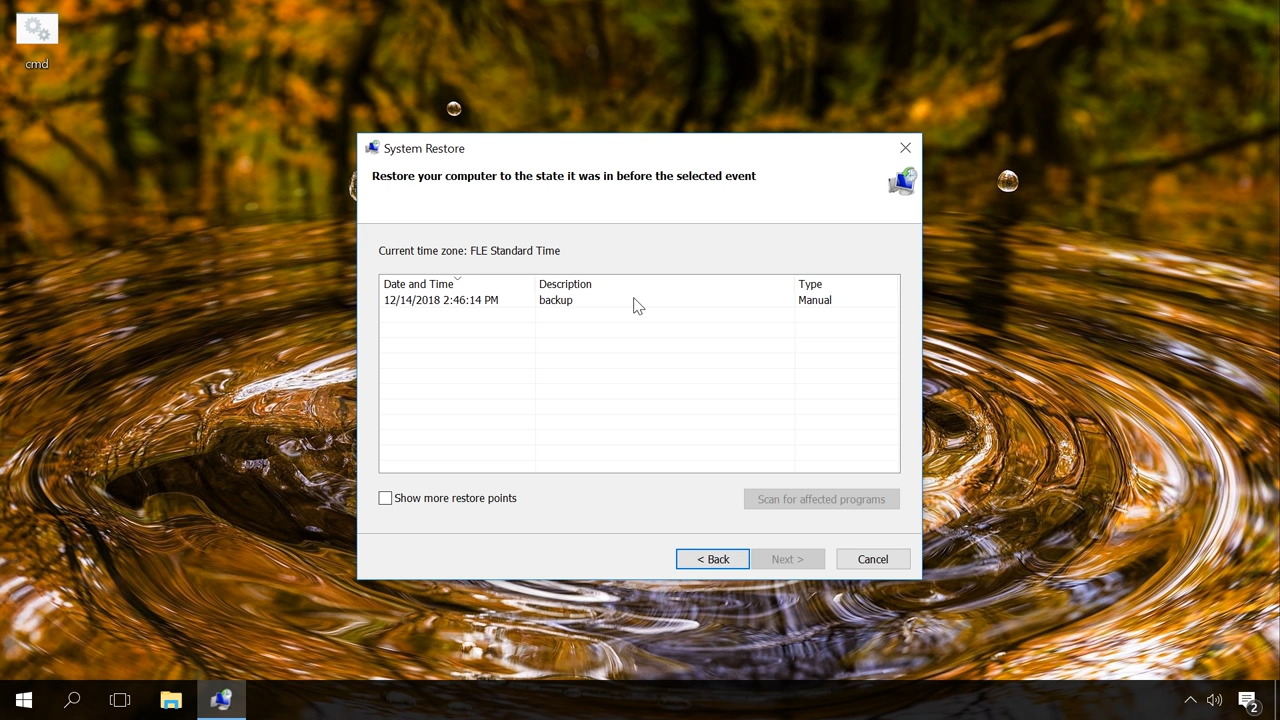 cmd
System Restore
Restore your computer to the state it was in before the selected event
Current time zone: FLE Standard Time
Date and Time Description Type
12/14/2018 2:46:14 PM backup Manual
Show more restore points Scan for affected programs
< Back Next > Cancel
2